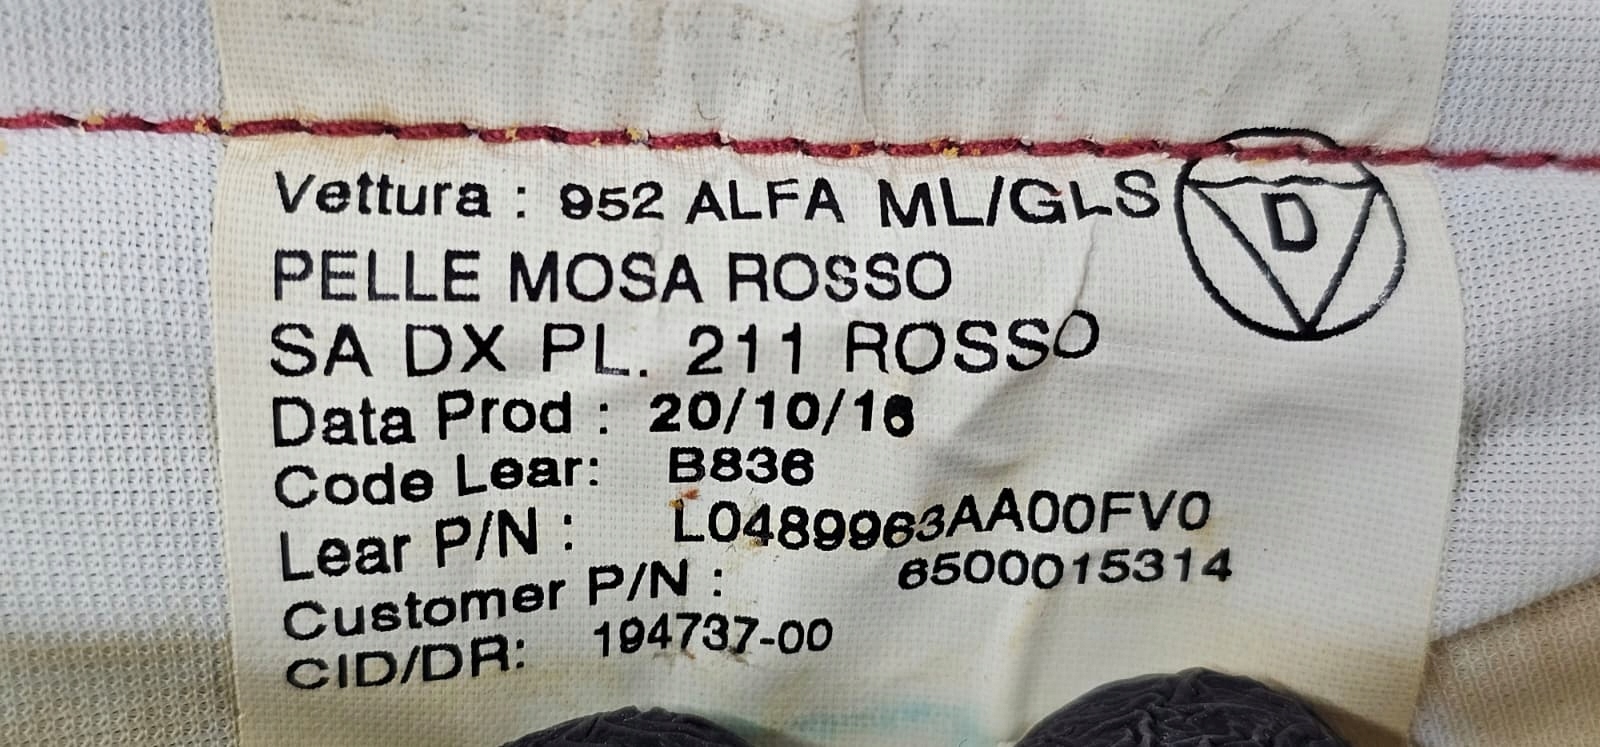 Vettura : 952 ALFA ML/GLS D
PELLE MOSA ROSSO
SA DX PL. 211 ROSSO
Data Prod : 20/10/16
Code Lear: B836
Lear P/N : L0489963AA00FV0
Customer P/N : 6500015314
CID/DR: 194737-00